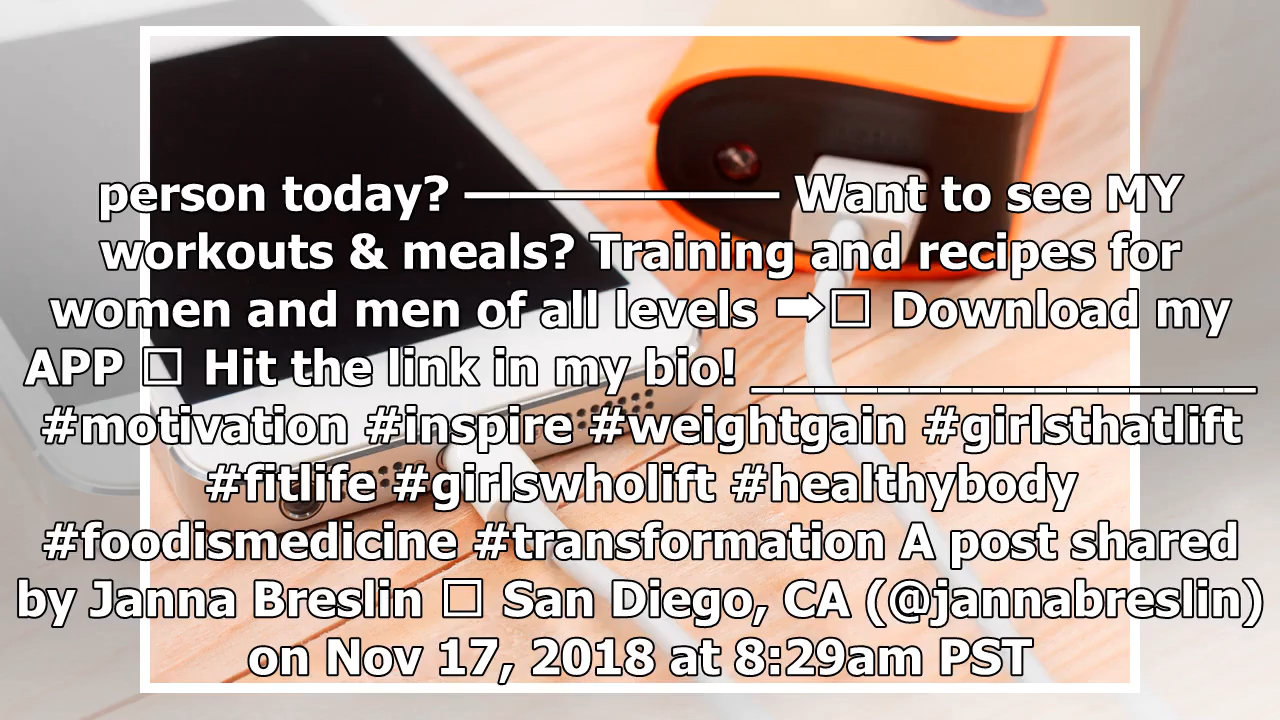 person today? ——————— Want to see MY
workouts & meals? Training and recipes for
women and men of all levels ➡□ Download my
APP □ Hit the link in my bio! ________________
#motivation #inspire #weightgain #girlsthatlift
#fitlife #girlswholift #healthybody
#foodismedicine #transformation A post shared
by Janna Breslin □ San Diego, CA (@jannabreslin)
on Nov 17, 2018 at 8:29am PST